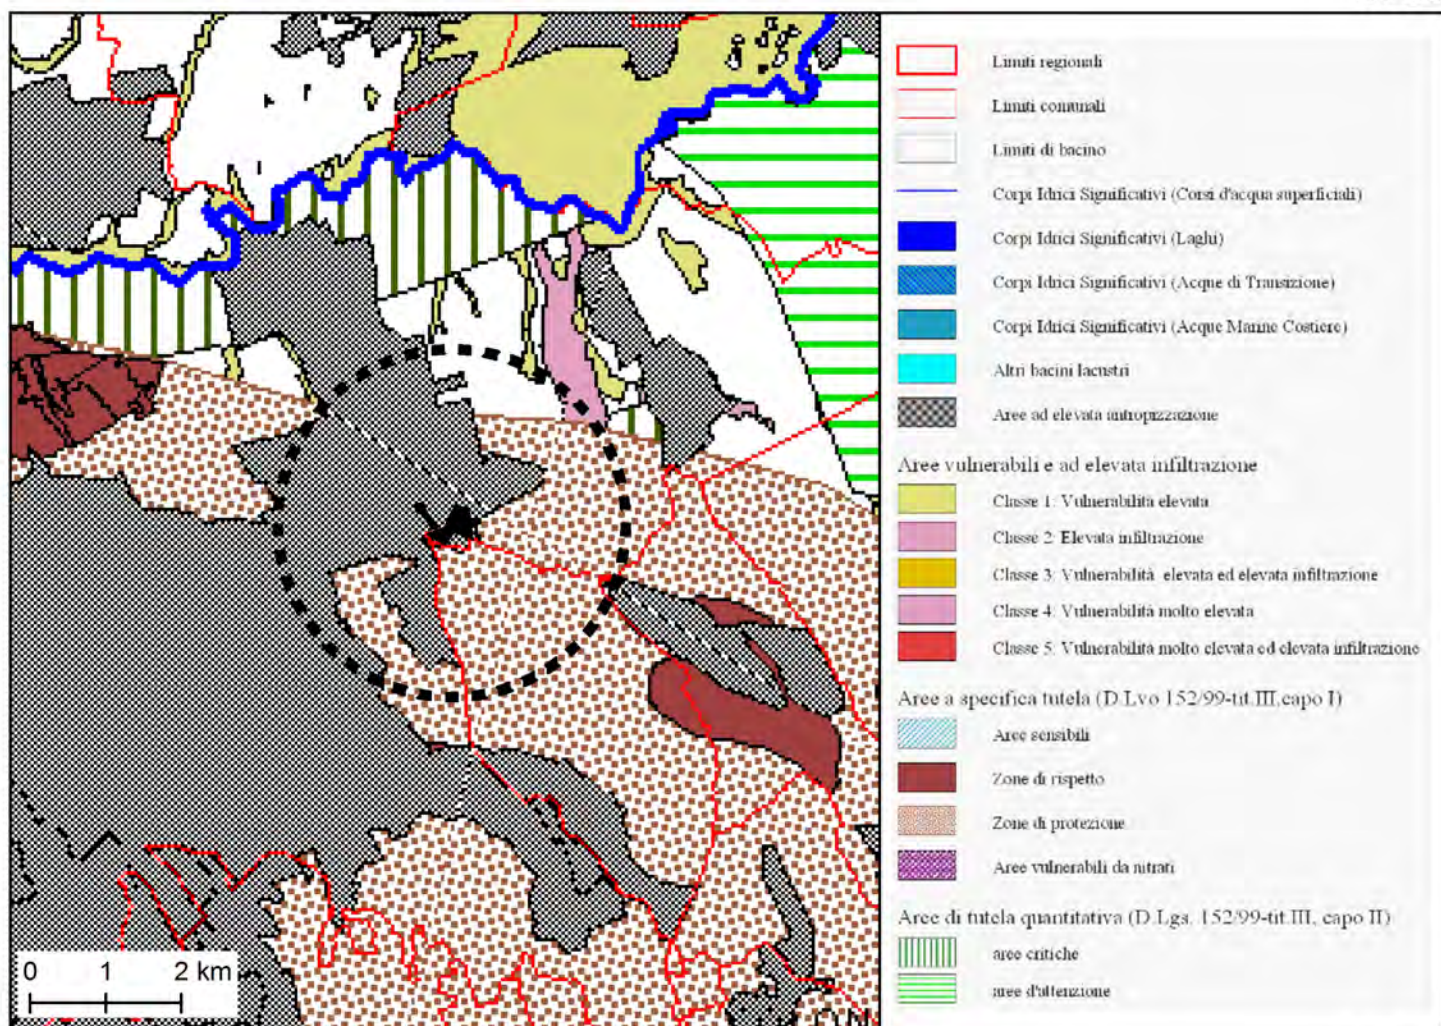 Limiti regionali
Limiti comunali
Limiti di bacino
Corpi Idrici Significativi (Corsi d'acqua superficiali)
Corpi Idrici Significativi (Laghi)
Corpi Idrici Significativi (Acque di Transizione)
Corpi Idrici Significativi (Acque Marine Costiere)
Altri bacini lacustri
Aree ad elevata antropizzazione
Aree vulnerabili e ad elevata infiltrazione
Classe 1: Vulnerabilità elevata
Classe 2: Elevata infiltrazione
Classe 3: Vulnerabilità elevata ed elevata infiltrazione
Classe 4: Vulnerabilità molto elevata
Classe 5: Vulnerabilità molto elevata ed elevata infiltrazione
Aree a specifica tutela (D.Lvo 152/99-tit.III,capo I)
Aree sensibili
Zone di rispetto
Zone di protezione
Aree vulnerabili da nitrati
Aree di tutela quantitativa (D.Lgs. 152/99-tit.III, capo II)
aree critiche
aree d'attenzione
0 1 2 km